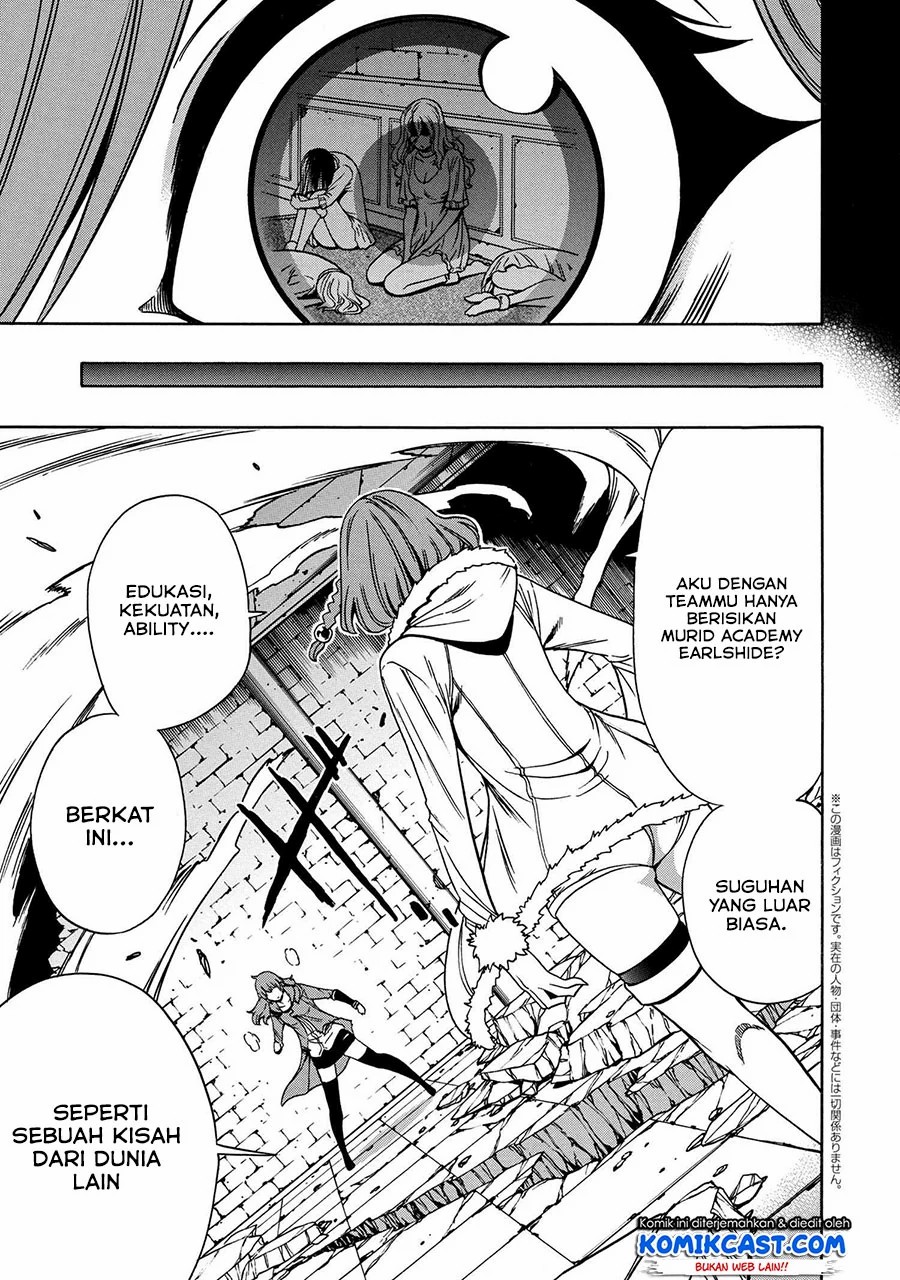 AKU DENGAN
TEAMMU HANYA
BERISIKAN
MURID ACADEMY
EARLSHIDE?
SUGUHAN
YANG LUAR
BIASA.
EDUKASI,
KEKUATAN,
ABILITY....
BERKAT
INI...
SEPERTI
SEBUAH KISAH
DARI DUNIA
LAIN
※この漫画はフィクションです。実在の人物・団体・事件などには一切関係ありません。
Komik ini diterjemahkan & diedit oleh
KOMIKCAST.COM
BUKAN WEB LAIN!!